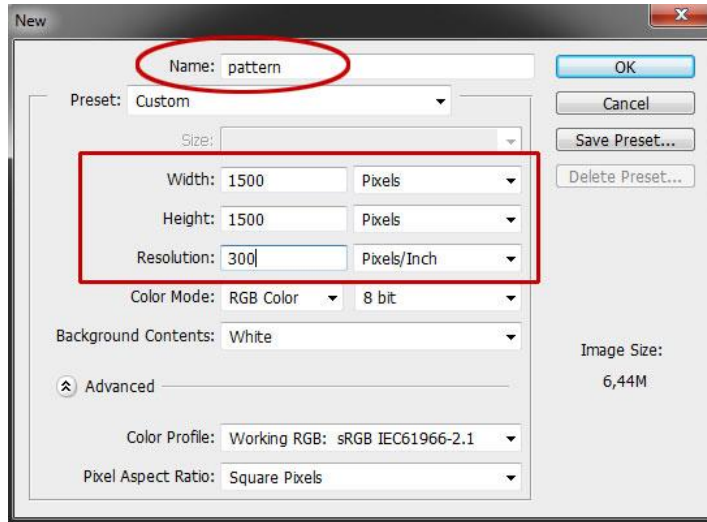 New
Name: pattern
OK
Preset: Custom
Cancel
Size:
Save Preset...
Width: 1500 Pixels
Delete Preset...
Height: 1500 Pixels
Resolution: 300 Pixels/Inch
Color Mode: RGB Color 8 bit
Background Contents: White
Image Size:
6,44M
Advanced
Color Profile: Working RGB: sRGB IEC61966-2.1
Pixel Aspect Ratio: Square Pixels